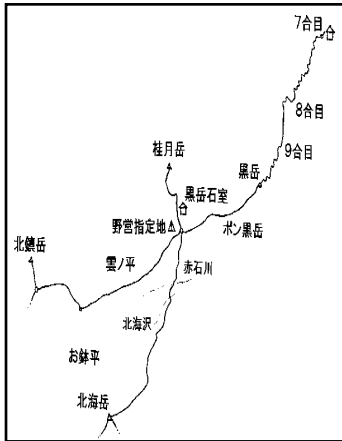 7合目
8合目
9合目
桂月岳
黒岳
黒岳石室
野営指定地
ポン黒岳
北鎮岳
雲ノ平
赤石川
北海沢
お鉢平
北海岳